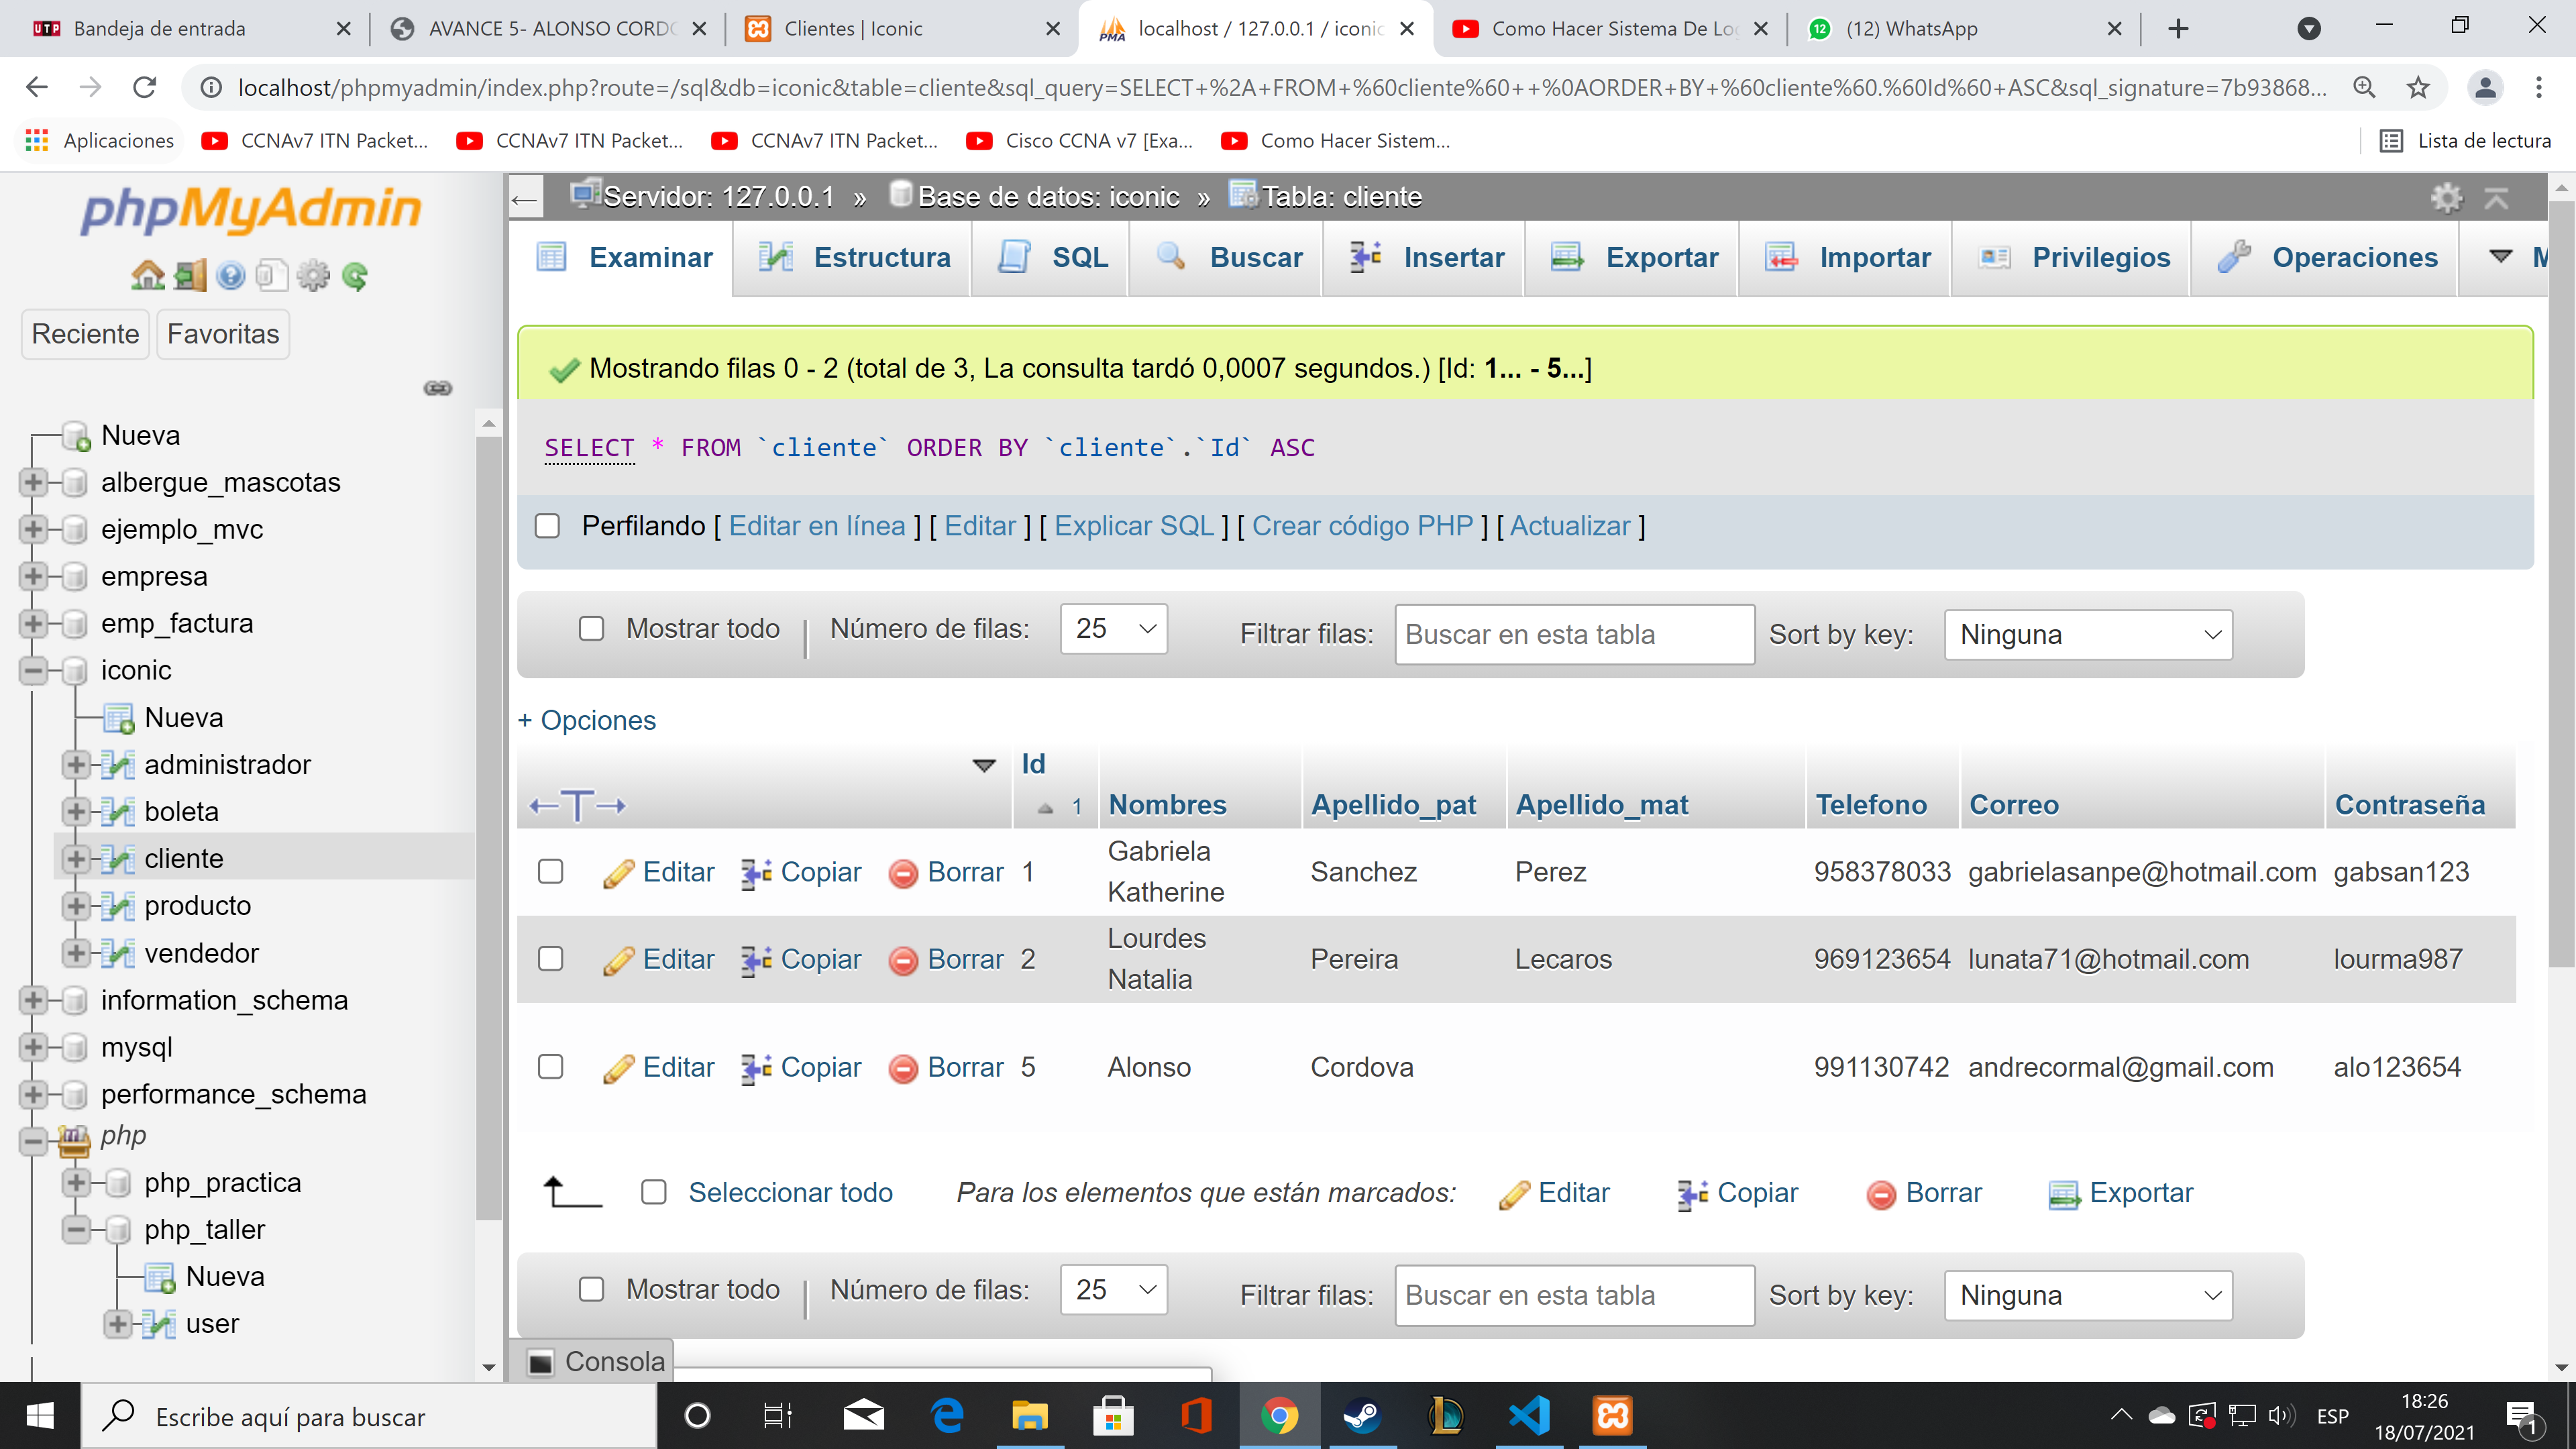 Bandeja de entrada
AVANCE 5- ALONSO CORDO
Clientes | Iconic
localhost / 127.0.0.1 / iconic
Como Hacer Sistema De Lo
(12) WhatsApp
localhost/phpmyadmin/index.php?route=/sql&db=iconic&table=cliente&sql_query=SELECT+%2A+FROM+%60cliente%60++%0AORDER+BY+%60cliente%60.%60Id%60+ASC&sql_signature=7b93868...
Aplicaciones
CCNAv7 ITN Packet...
CCNAv7 ITN Packet...
CCNAv7 ITN Packet...
Cisco CCNA v7 [Exa...
Como Hacer Sistem...
Lista de lectura
phpMyAdmin
Reciente
Favoritas
Nueva
albergue_mascotas
ejemplo_mvc
empresa
emp_factura
iconic
Nueva
administrador
boleta
cliente
producto
vendedor
information_schema
mysql
performance_schema
php
php_practica
php_taller
Nueva
user
Servidor: 127.0.0.1 » Base de datos: iconic » Tabla: cliente
Examinar
Estructura
SQL
Buscar
Insertar
Exportar
Importar
Privilegios
Operaciones
M
Mostrando filas 0 - 2 (total de 3, La consulta tardó 0,0007 segundos.) [Id: 1... - 5...]
SELECT * FROM `cliente` ORDER BY `cliente`.`Id` ASC
Perfilando [ Editar en línea ] [ Editar ] [ Explicar SQL ] [ Crear código PHP ] [ Actualizar ]
Mostrar todo | Número de filas: 25 Filtrar filas: Buscar en esta tabla Sort by key: Ninguna
+ Opciones
←T→ Id 1 Nombres Apellido_pat Apellido_mat Telefono Correo Contraseña
Editar Copiar Borrar 1 Gabriela Katherine Sanchez Perez 958378033 gabrielasanpe@hotmail.com gabsan123
Editar Copiar Borrar 2 Lourdes Natalia Pereira Lecaros 969123654 lunata71@hotmail.com lourma987
Editar Copiar Borrar 5 Alonso Cordova 991130742 andrecormal@gmail.com alo123654
Seleccionar todo Para los elementos que están marcados: Editar Copiar Borrar Exportar
Mostrar todo | Número de filas: 25 Filtrar filas: Buscar en esta tabla Sort by key: Ninguna
Consola
Escribe aquí para buscar
ESP
18:26
18/07/2021
1